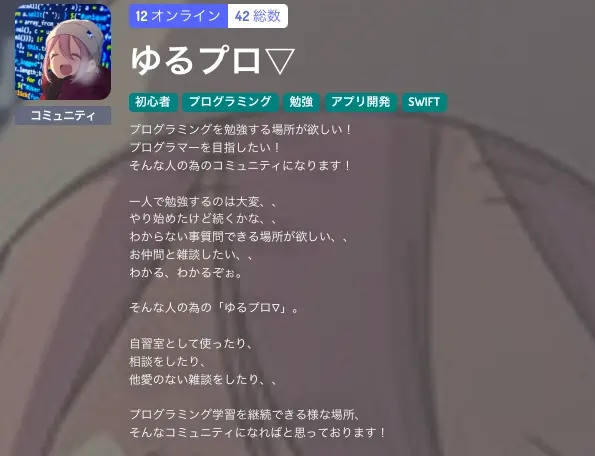 12 オンライン 42 総数
ゆるプロ▽
コミュニティ
初心者 プログラミング 勉強 アプリ開発 SWIFT
プログラミングを勉強する場所が欲しい！
プログラマーを目指したい！
そんな人の為のコミュニティになります！
一人で勉強するのは大変、、
やり始めたけど続くかな、、
わからない事質問できる場所が欲しい、、
お仲間と雑談したい、、
わかる、わかるぞぉ。
そんな人の為の「ゆるプロ∇」。
自習室として使ったり、
相談をしたり、
他愛のない雑談をしたり、、
プログラミング学習を継続できる様な場所、
そんなコミュニティになればと思っております！